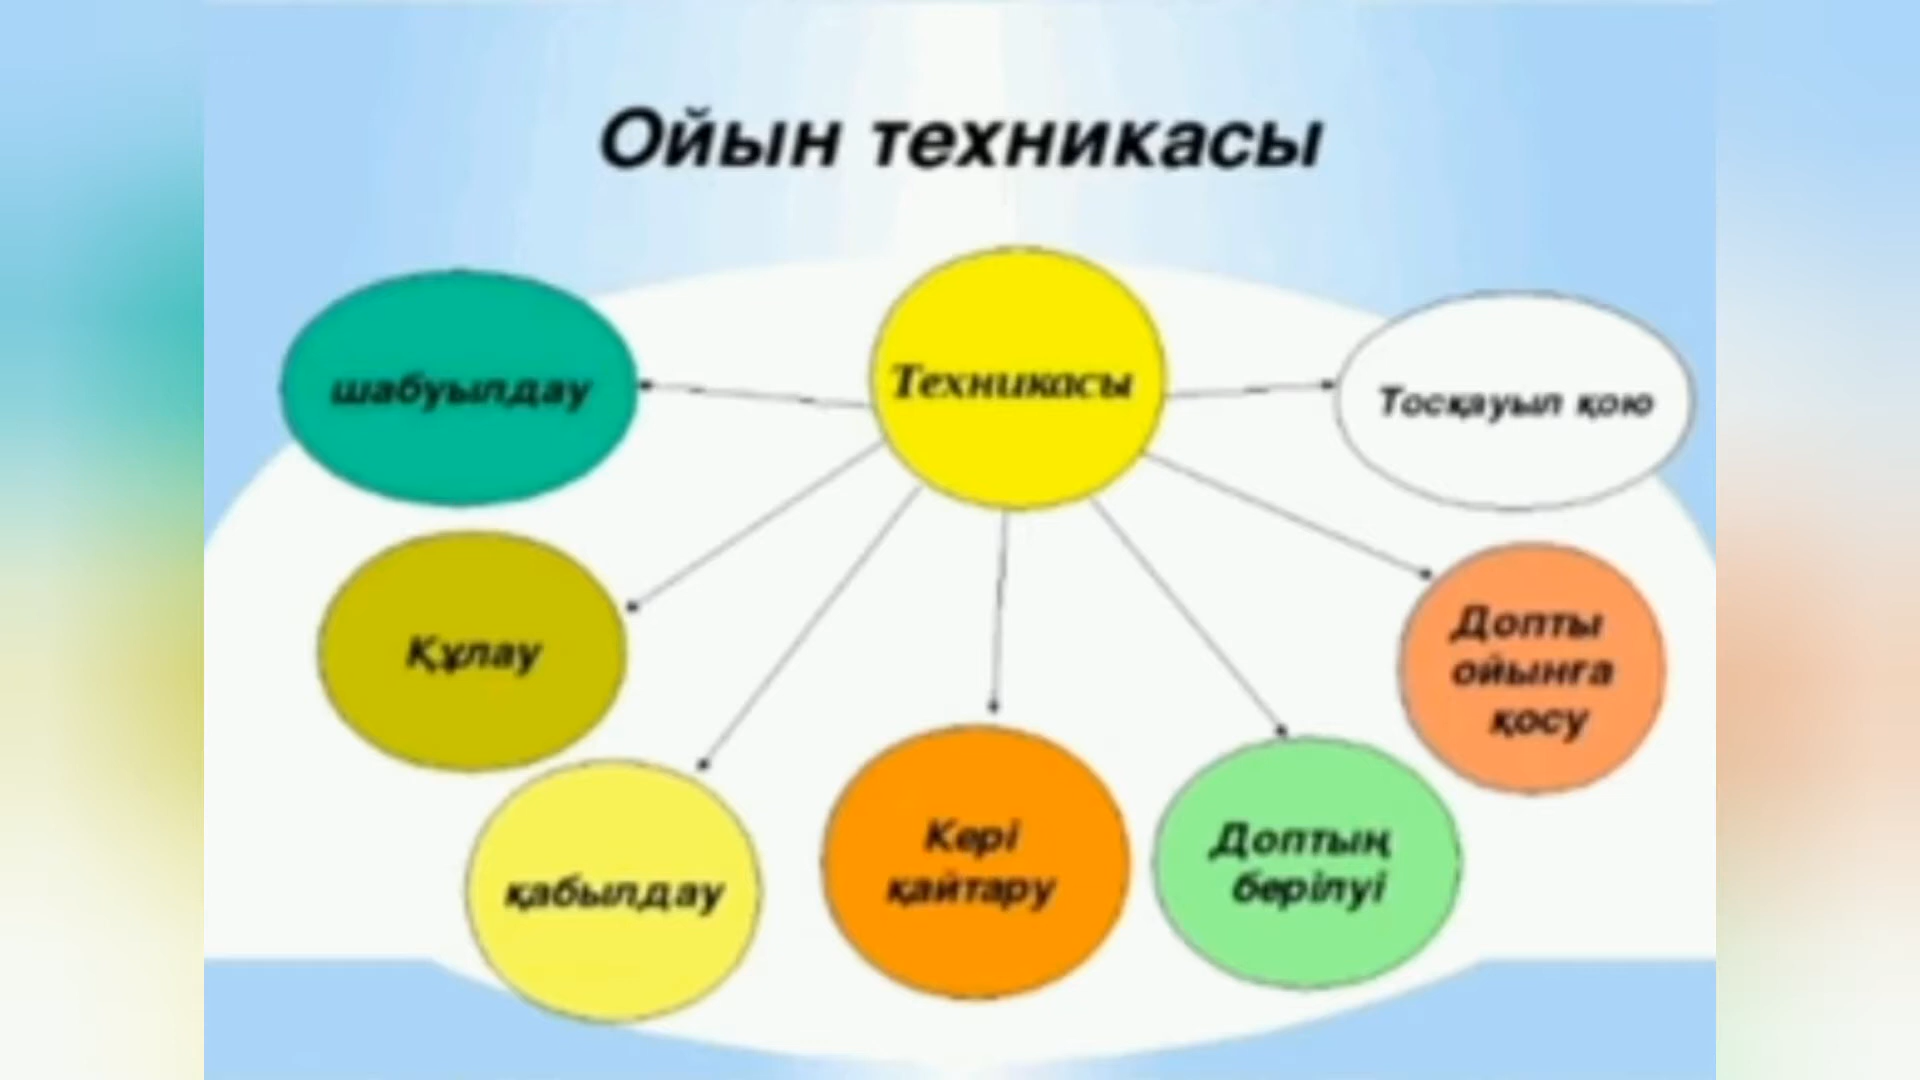 Ойын техникасы
шабуылдау
Техникасы
Тосқауыл қою
Құлау
Допты
ойынға
қосу
қабылдау
Кері
қайтару
Доптың
берілуі